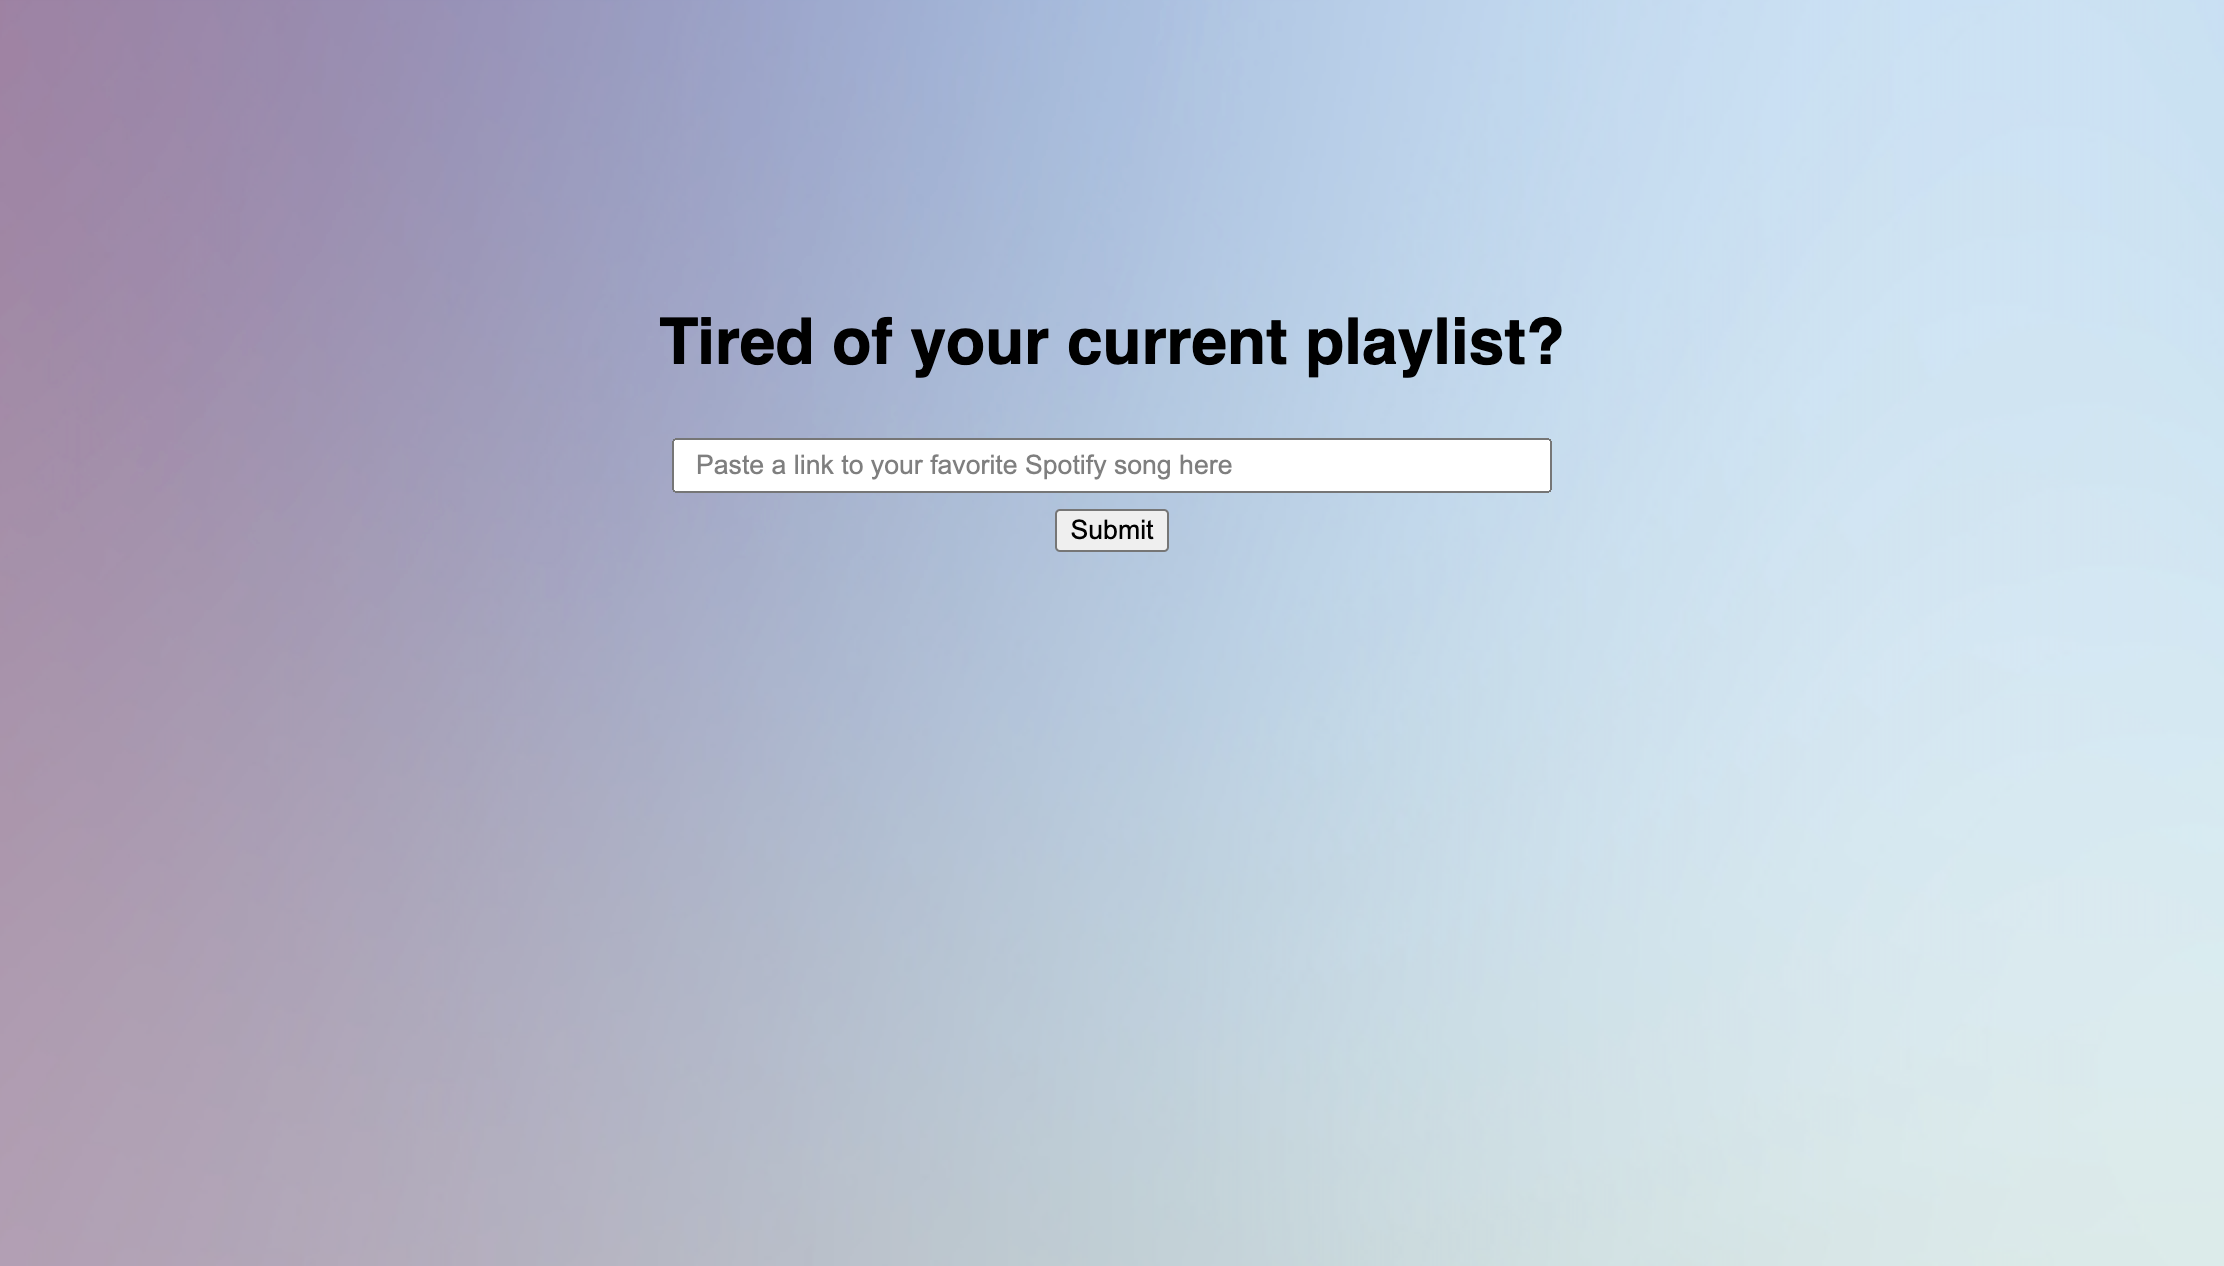 Tired of your current playlist?
Paste a link to your favorite Spotify song here
Submit